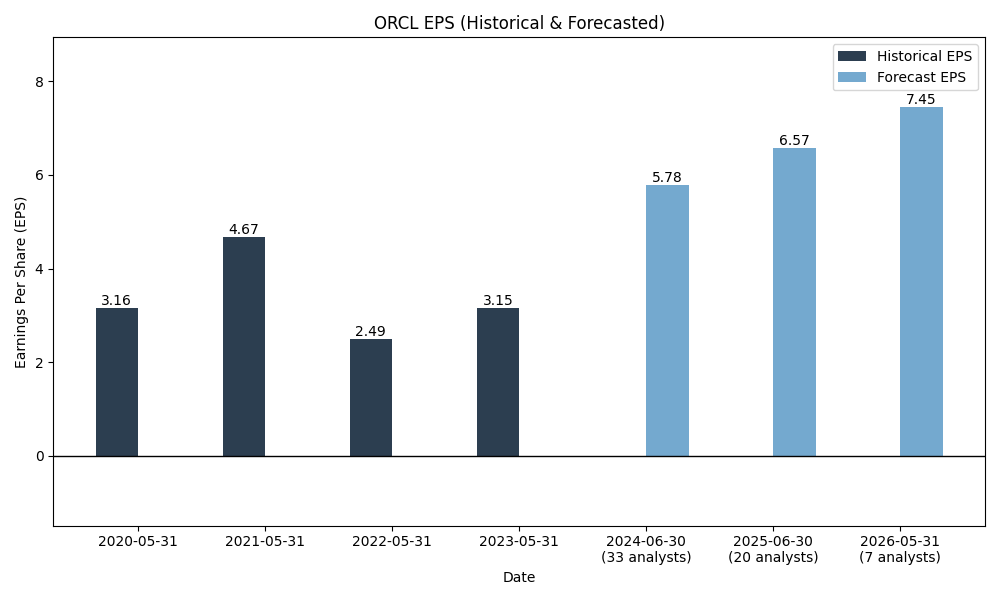 ORCL EPS (Historical & Forecasted)
Historical EPS
Forecast EPS
Earnings Per Share (EPS)
8
6
4
2
0
3.16
4.67
2.49
3.15
5.78
6.57
7.45
2020-05-31
2021-05-31
2022-05-31
2023-05-31
2024-06-30
(33 analysts)
2025-06-30
(20 analysts)
2026-05-31
(7 analysts)
Date